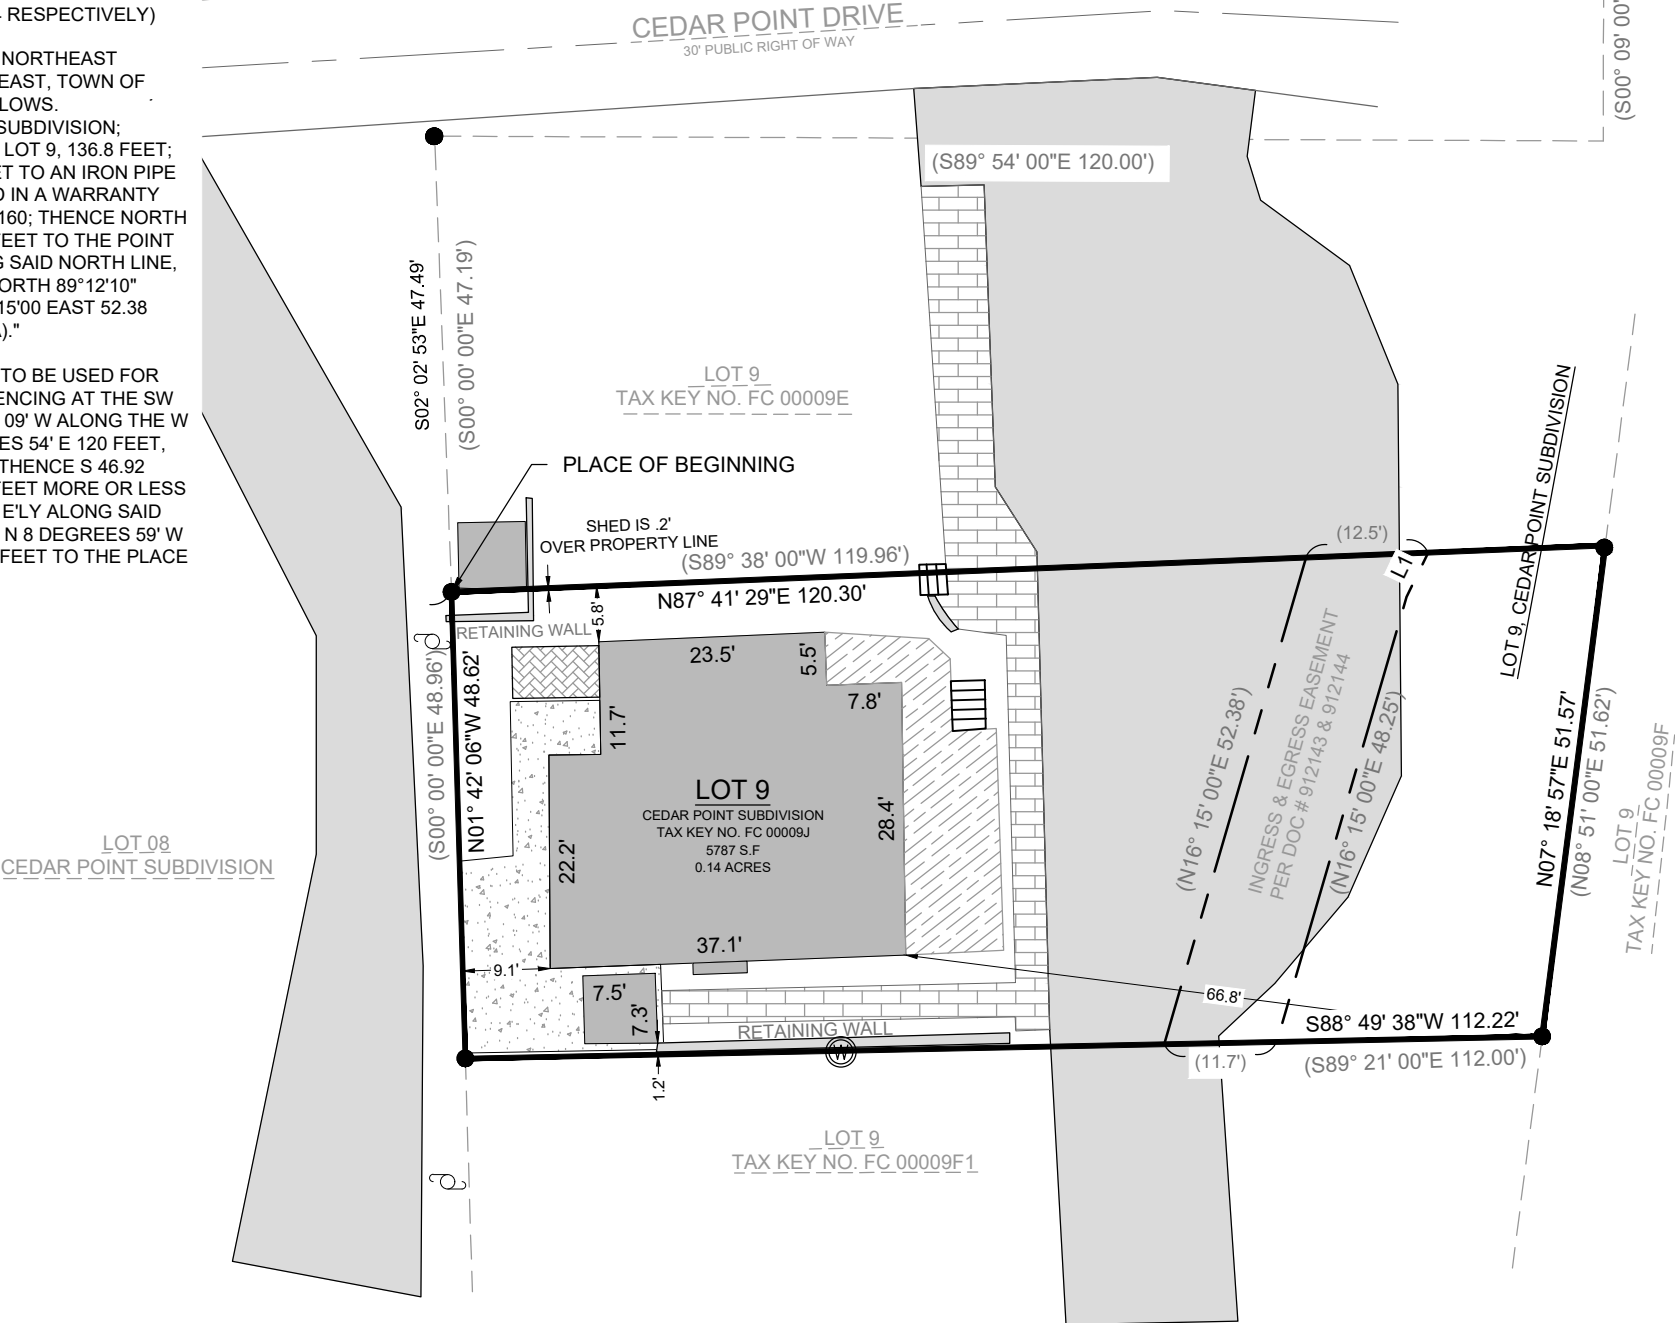 RESPECTIVELY)
NORTHEAST
EAST, TOWN OF
LOWS.
SUBDIVISION;
LOT 9, 136.8 FEET;
ET TO AN IRON PIPE
D IN A WARRANTY
160; THENCE NORTH
FEET TO THE POINT
G SAID NORTH LINE,
ORTH 89°12'10"
15'00 EAST 52.38
)."
TO BE USED FOR
ENCING AT THE SW
09' W ALONG THE W
ES 54' E 120 FEET,
THENCE S 46.92
FEET MORE OR LESS
E'LY ALONG SAID
N 8 DEGREES 59' W
FEET TO THE PLACE
CEDAR POINT DRIVE
30' PUBLIC RIGHT OF WAY
(S00° 09' 00"
(S89° 54' 00"E 120.00')
S02° 02' 53"E 47.49'
(S00° 00' 00"E 47.19')
LOT 9
TAX KEY NO. FC 00009E
PLACE OF BEGINNING
SHED IS .2'
OVER PROPERTY LINE
(S89° 38' 00"W 119.96')
N87° 41' 29"E 120.30'
(12.5')
L1
LOT 9, CEDAR POINT SUBDIVISION
RETAINING WALL
5.8'
23.5'
5.5'
7.8'
11.7'
(S00° 00' 00"E 48.96')
N01° 42' 06"W 48.62'
LOT 9
CEDAR POINT SUBDIVISION
TAX KEY NO. FC 00009J
5787 S.F
0.14 ACRES
28.4'
22.2'
37.1'
(N16° 15' 00"E 52.38')
INGRESS & EGRESS EASEMENT
PER DOC # 912143 & 912144
(N16° 15' 00"E 48.25')
N07° 18' 57"E 51.57'
(N08° 51' 00"E 51.62')
LOT 9
TAX KEY NO. FC 00009F
LOT 08
CEDAR POINT SUBDIVISION
9.1'
7.5'
7.3'
66.8'
RETAINING WALL
W
S88° 49' 38"W 112.22'
(11.7')
(S89° 21' 00"E 112.00')
1.2'
LOT 9
TAX KEY NO. FC 00009F1